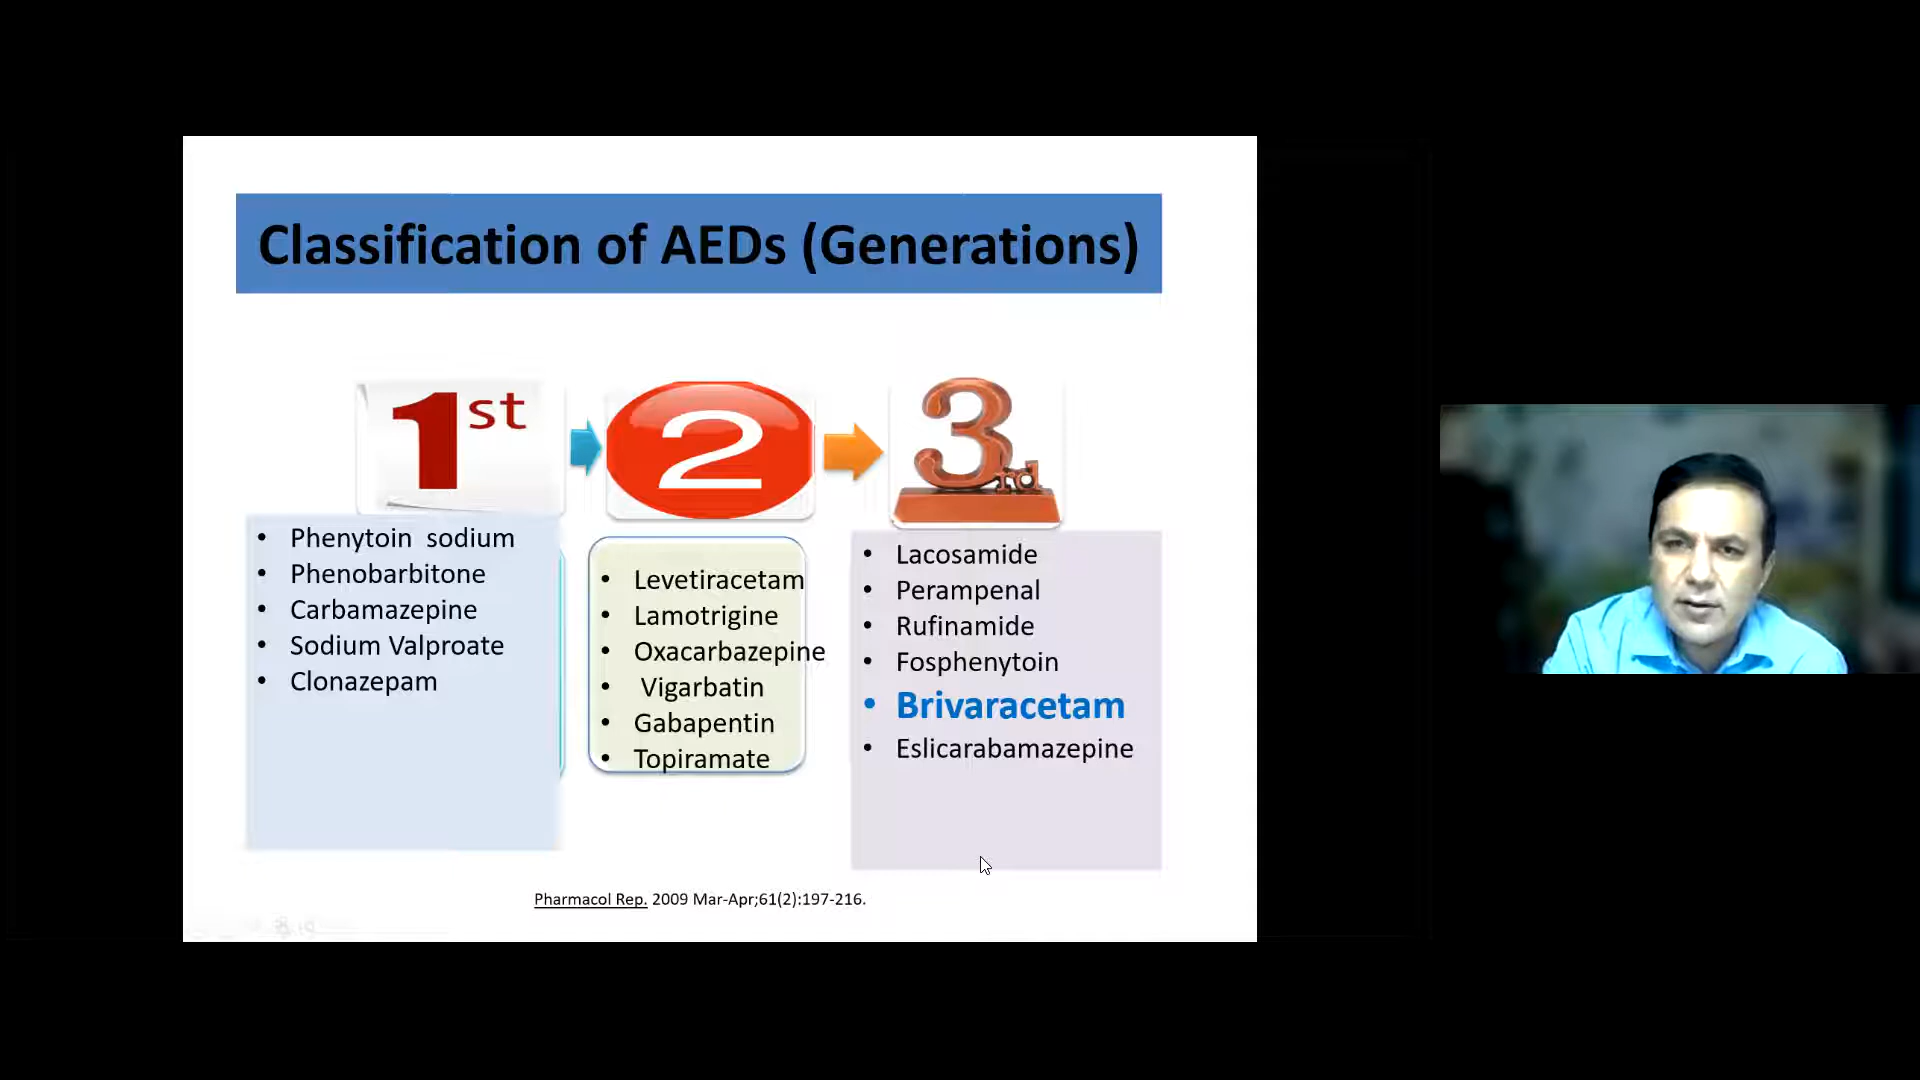 Classification of AEDs (Generations)
1st
2
3rd
• Phenytoin sodium
• Phenobarbitone
• Carbamazepine
• Sodium Valproate
• Clonazepam
• Levetiracetam
• Lamotrigine
• Oxacarbazepine
• Vigarbatin
• Gabapentin
• Topiramate
• Lacosamide
• Perampenal
• Rufinamide
• Fosphenytoin
• Brivaracetam
• Eslicarabamazepine
Pharmacol Rep. 2009 Mar-Apr;61(2):197-216.